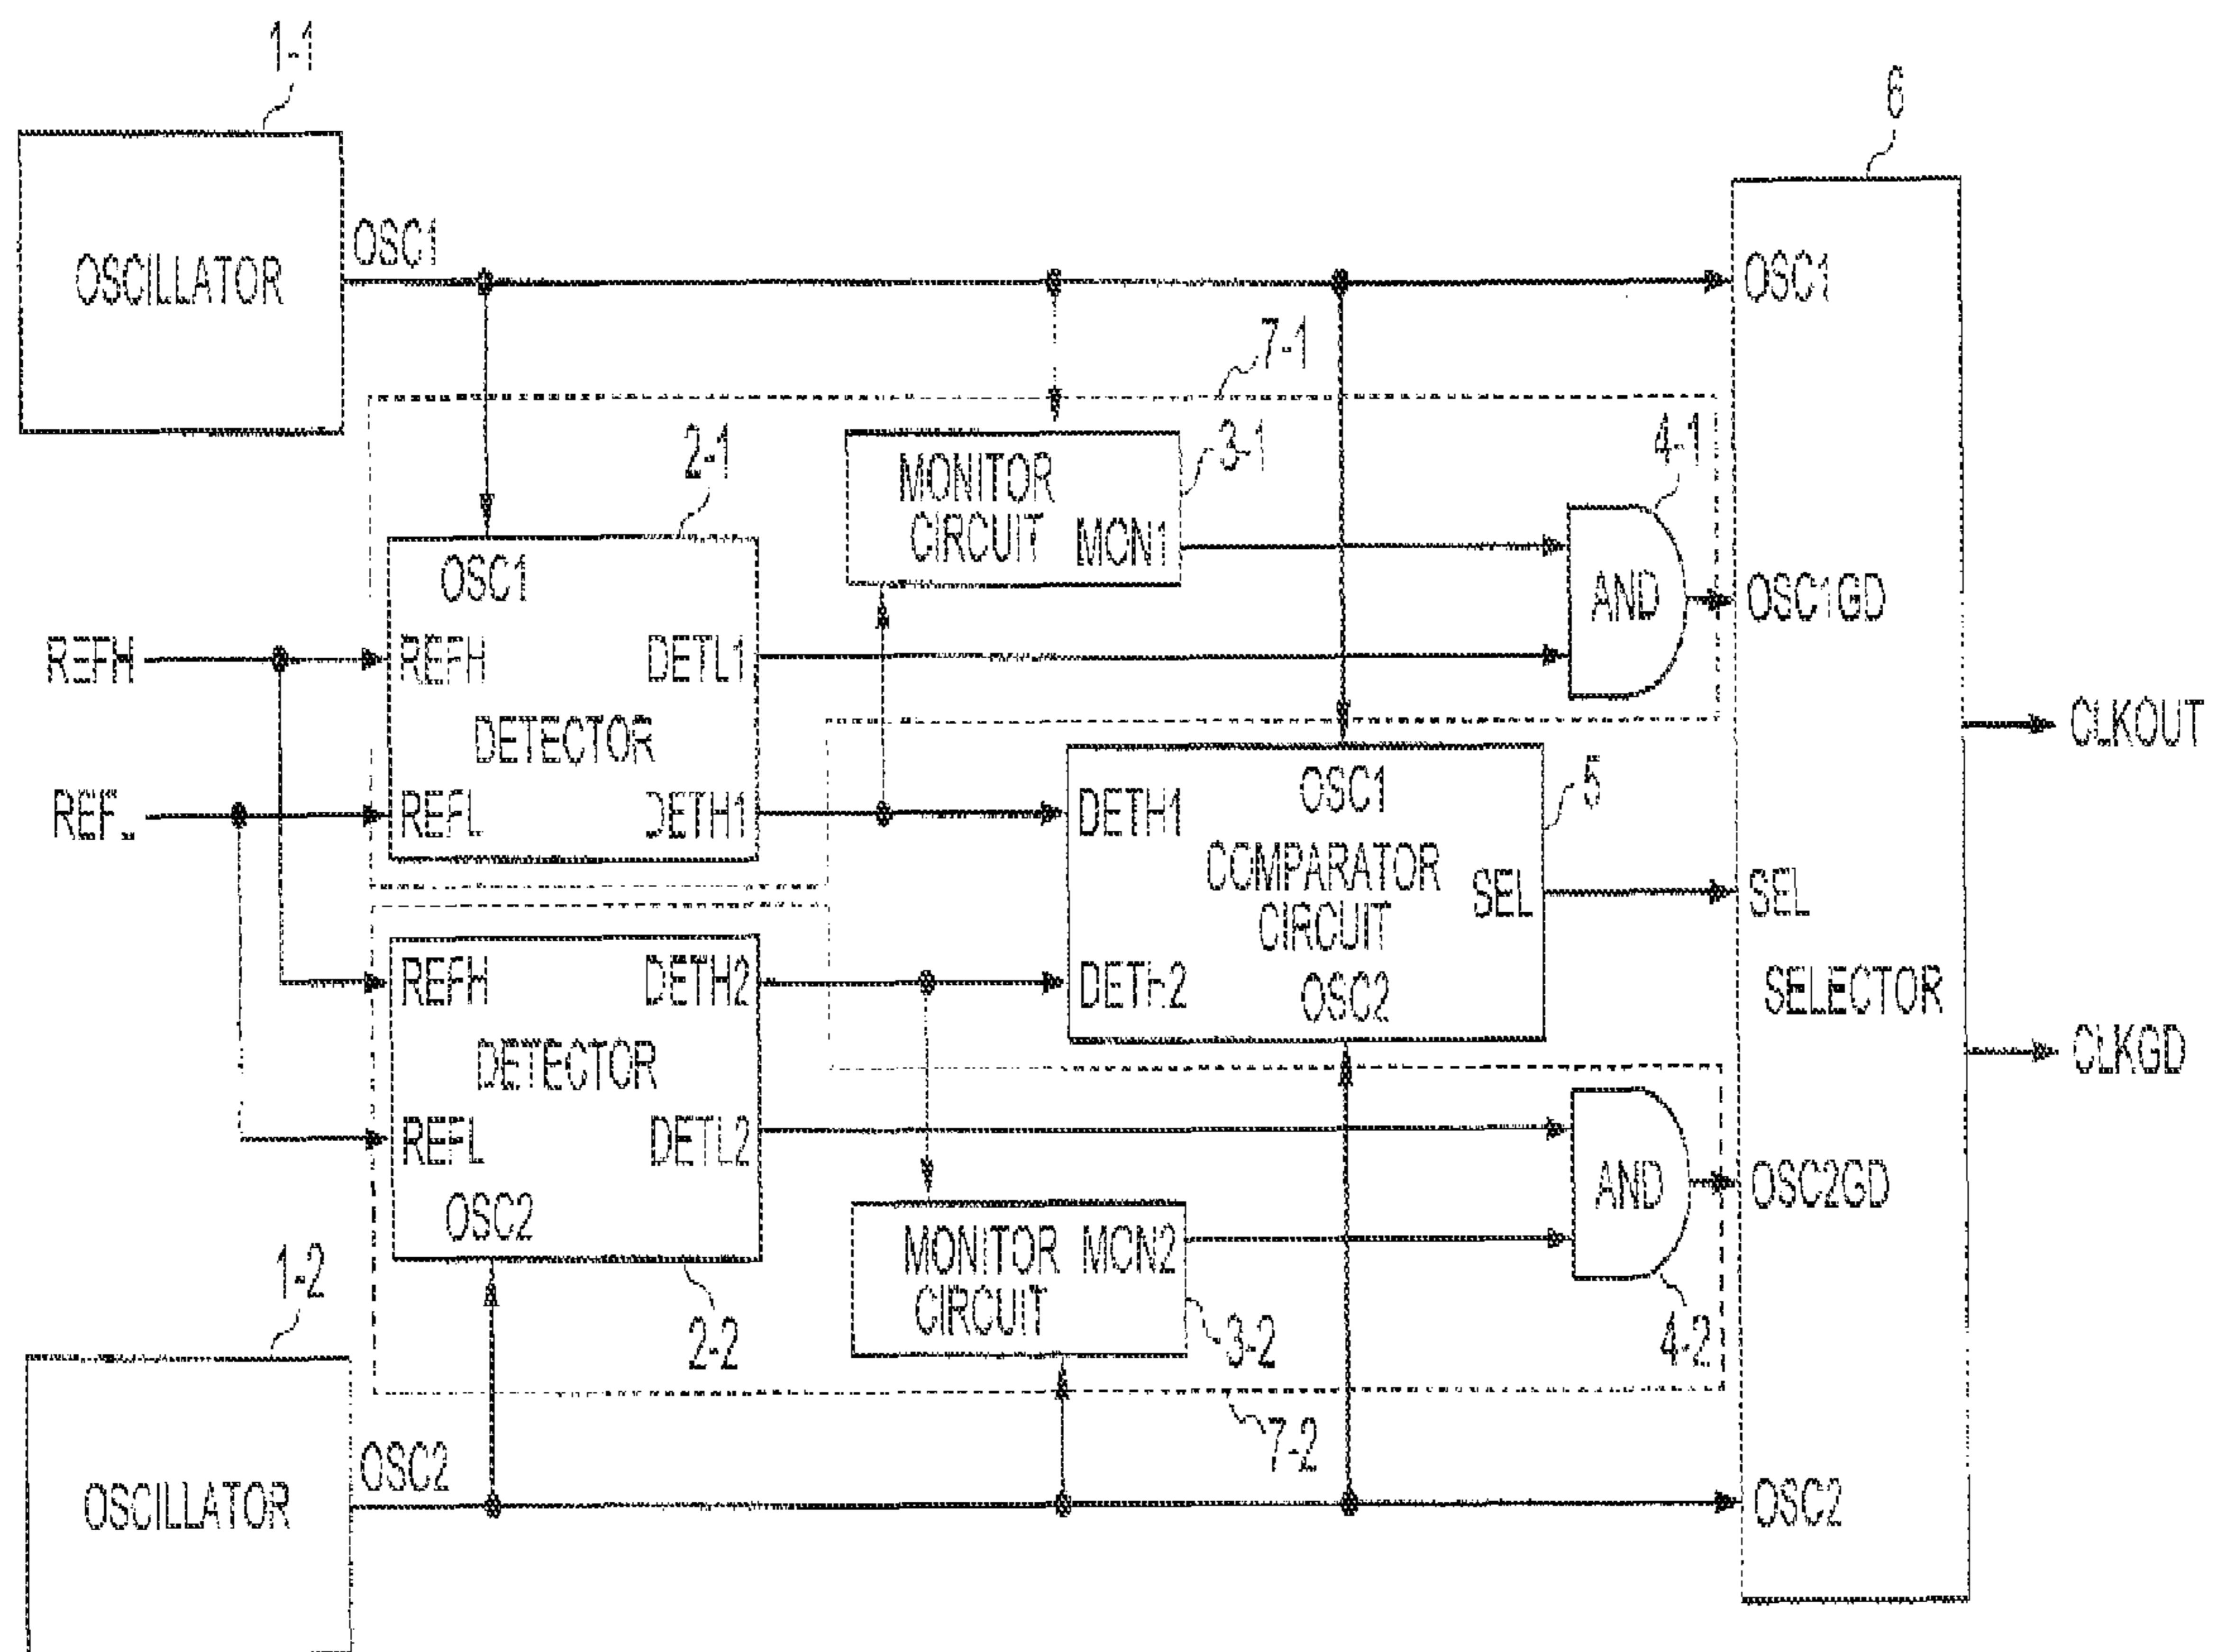 1-1
6
OSCILLATOR
OSC1
OSC1
7-1
2-1
3-1
4-1
MONITOR
CIRCUIT
MCN1
OSC1
AND
OSC1GD
REFH
REFH
DETL1
DETECTOR
CLKOUT
REFL
DETH1
DETH1
OSC1
5
COMPARATOR
CIRCUIT
SEL
SEL
REFH
DETH2
DETH2
OSC2
SELECTOR
DETECTOR
CLKGD
REFL
DETL2
AND
OSC2GD
OSC2
MONITOR
CIRCUIT
MCN2
1-2
2-2
3-2
4-2
7-2
OSC2
OSCILLATOR
OSC2